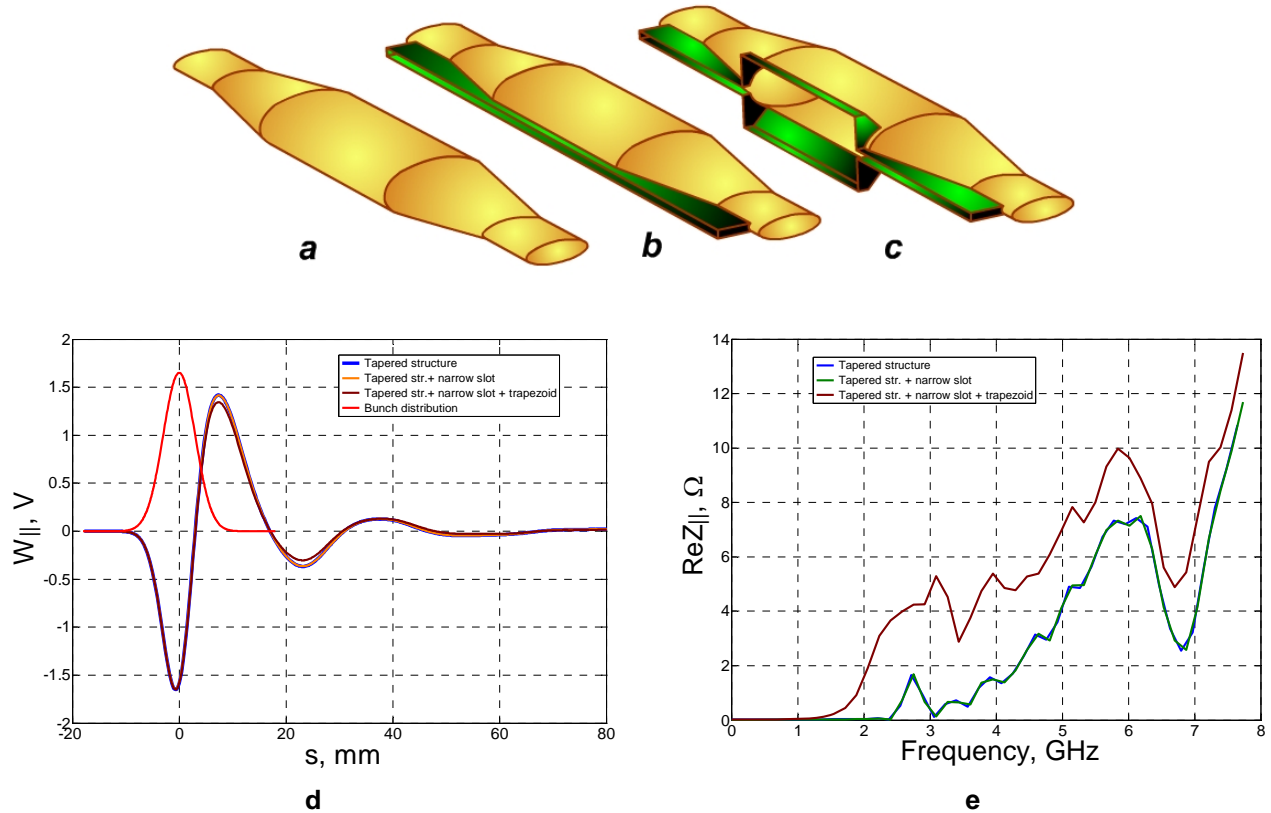 a
b
c
2
1.5
1
0.5
0
-0.5
-1
-1.5
-2
-20
0
20
40
60
80
W||, V
s, mm
Tapered structure
Tapered str.+ narrow slot
Tapered str.+ narrow slot + trapezoid
Bunch distribution
d
14
12
10
8
6
4
2
0
0
1
2
3
4
5
6
7
8
ReZ||, Ω
Frequency, GHz
Tapered structure
Tapered str. + narrow slot
Tapered str. + narrow slot + trapezoid
e